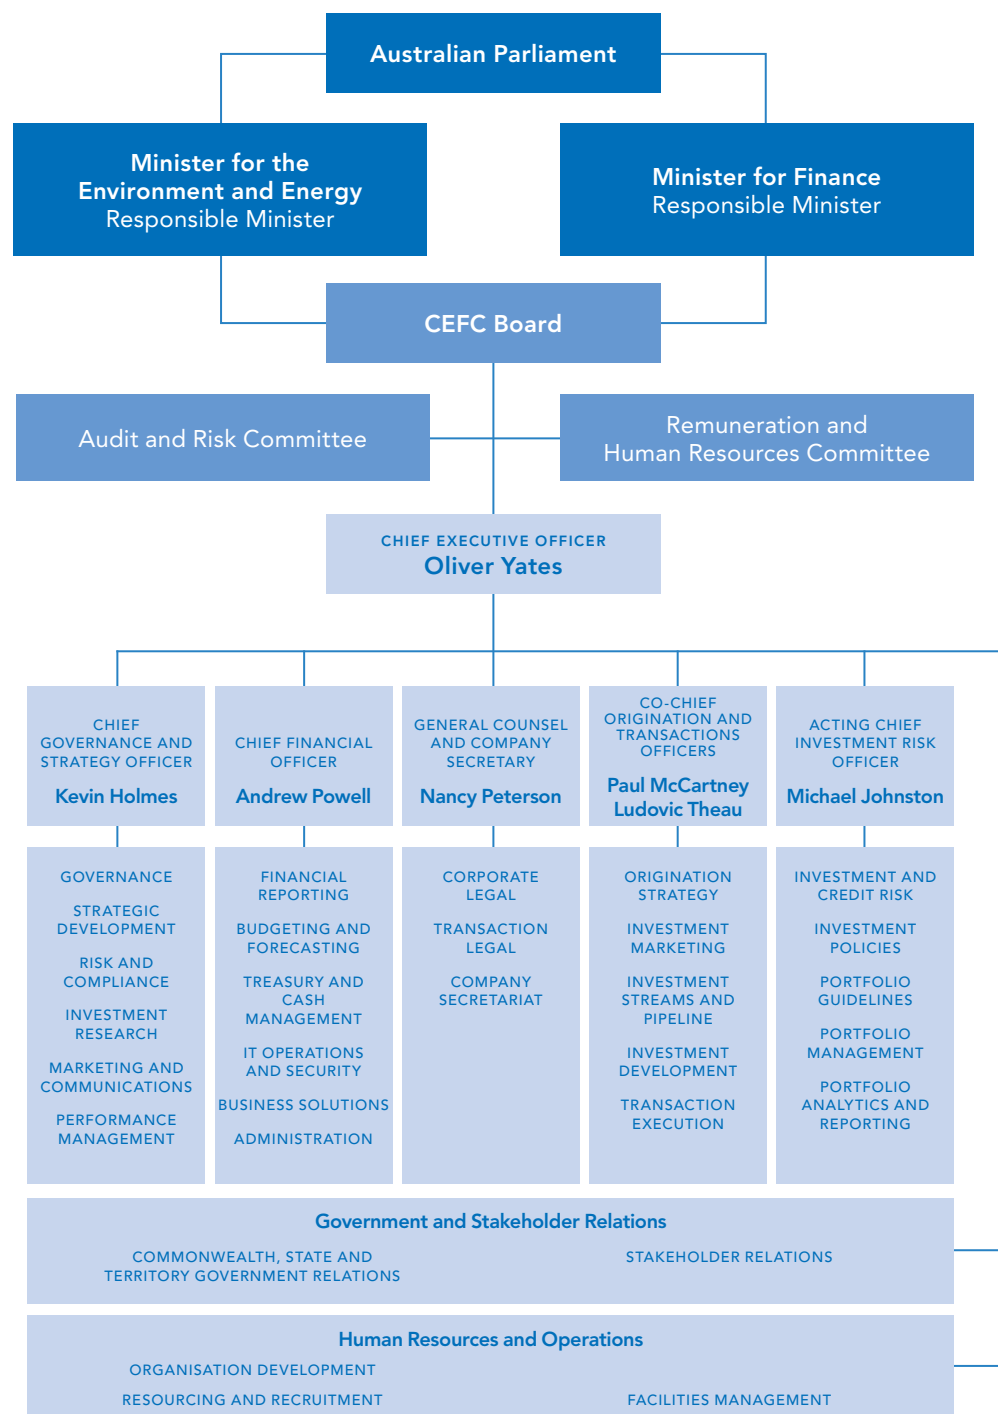 Australian Parliament
Minister for the
Environment and Energy
Responsible Minister
Minister for Finance
Responsible Minister
CEFC Board
Audit and Risk Committee
Remuneration and
Human Resources Committee
CHIEF EXECUTIVE OFFICER
Oliver Yates
CHIEF
GOVERNANCE AND
STRATEGY OFFICER
Kevin Holmes
CHIEF FINANCIAL
OFFICER
Andrew Powell
GENERAL COUNSEL
AND COMPANY
SECRETARY
Nancy Peterson
CO-CHIEF
ORIGINATION AND
TRANSACTIONS
OFFICERS
Paul McCartney
Ludovic Theau
ACTING CHIEF
INVESTMENT RISK
OFFICER
Michael Johnston
GOVERNANCE
STRATEGIC
DEVELOPMENT
RISK AND
COMPLIANCE
INVESTMENT
RESEARCH
MARKETING AND
COMMUNICATIONS
PERFORMANCE
MANAGEMENT
FINANCIAL
REPORTING
BUDGETING AND
FORECASTING
TREASURY AND
CASH
MANAGEMENT
IT OPERATIONS
AND SECURITY
BUSINESS SOLUTIONS
ADMINISTRATION
CORPORATE
LEGAL
TRANSACTION
LEGAL
COMPANY
SECRETARIAT
ORIGINATION
STRATEGY
INVESTMENT
MARKETING
INVESTMENT
STREAMS AND
PIPELINE
INVESTMENT
DEVELOPMENT
TRANSACTION
EXECUTION
INVESTMENT AND
CREDIT RISK
INVESTMENT
POLICIES
PORTFOLIO
GUIDELINES
PORTFOLIO
MANAGEMENT
PORTFOLIO
ANALYTICS AND
REPORTING
Government and Stakeholder Relations
COMMONWEALTH, STATE AND
TERRITORY GOVERNMENT RELATIONS
STAKEHOLDER RELATIONS
Human Resources and Operations
ORGANISATION DEVELOPMENT
RESOURCING AND RECRUITMENT
FACILITIES MANAGEMENT